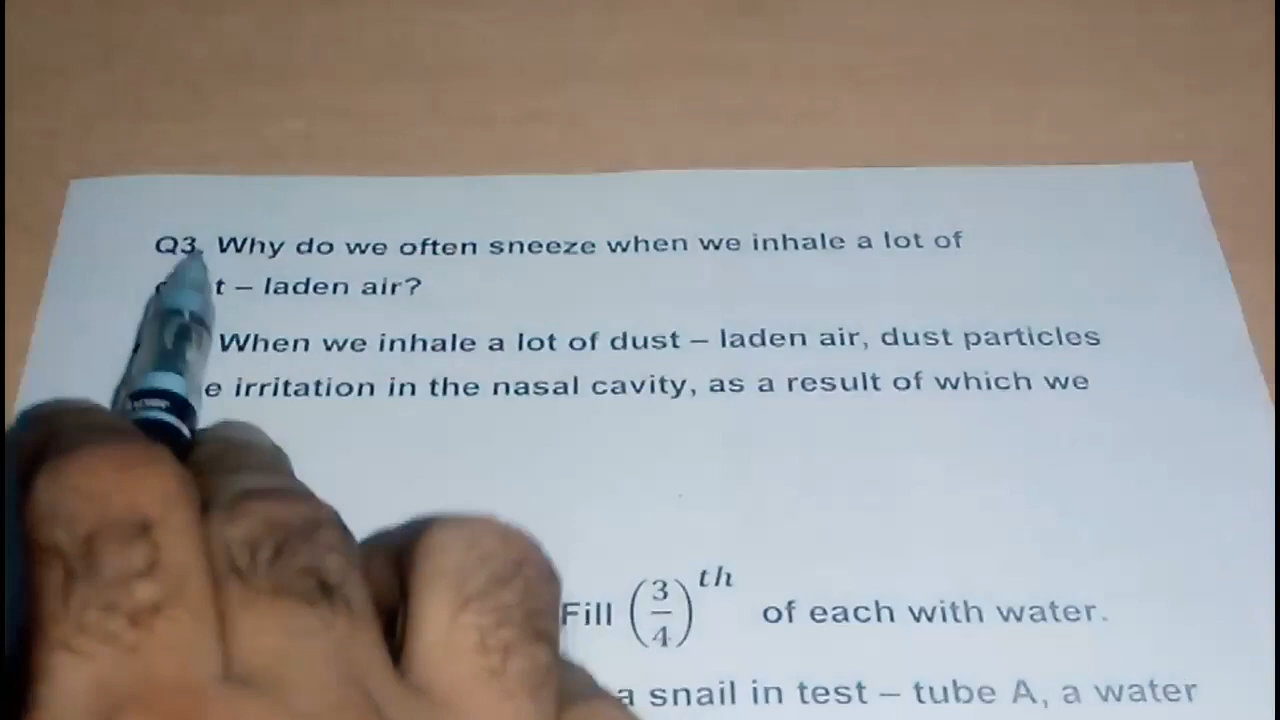 Q3. Why do we often sneeze when we inhale a lot of
t – laden air?
When we inhale a lot of dust – laden air, dust particles
e irritation in the nasal cavity, as a result of which we
Fill (3/4)^th of each with water.
a snail in test – tube A, a water